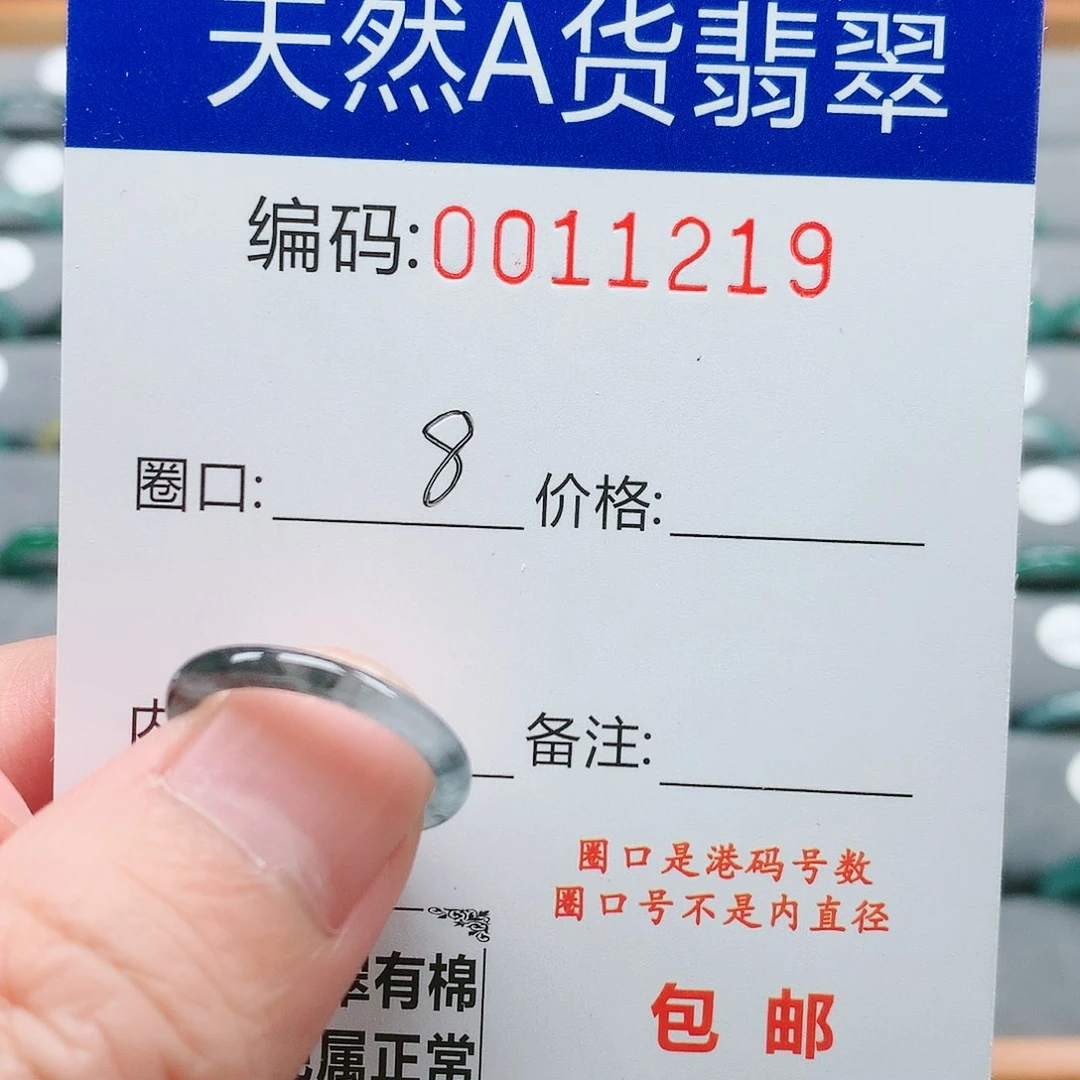 天然A货翡翠
编码:0011219
圈口: 8 价格:
内 备注:
圈口是港码号数
圈口号不是内直径
有棉
属正常
包邮